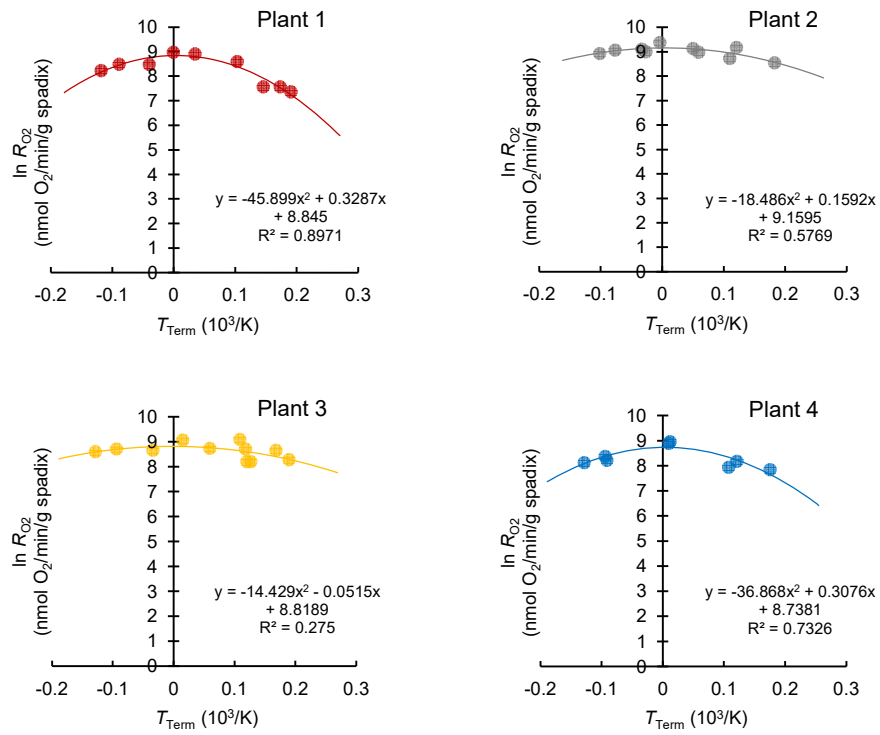 Plant 1
10
9
8
7
6
5
4
3
2
1
0
-0.2 -0.1 0 0.1 0.2 0.3
ln R_O2
(nmol O₂/min/g spadix)
y = -45.899x² + 0.3287x
+ 8.845
R² = 0.8971
T_Term (10³/K)
Plant 2
10
9
8
7
6
5
4
3
2
1
0
-0.2 -0.1 0 0.1 0.2 0.3
ln R_O2
(nmol O₂/min/g spadix)
y = -18.486x² + 0.1592x
+ 9.1595
R² = 0.5769
T_Term (10³/K)
Plant 3
10
9
8
7
6
5
4
3
2
1
0
-0.2 -0.1 0 0.1 0.2 0.3
ln R_O2
(nmol O₂/min/g spadix)
y = -14.429x² - 0.0515x
+ 8.8189
R² = 0.275
T_Term (10³/K)
Plant 4
10
9
8
7
6
5
4
3
2
1
0
-0.2 -0.1 0 0.1 0.2 0.3
ln R_O2
(nmol O₂/min/g spadix)
y = -36.868x² + 0.3076x
+ 8.7381
R² = 0.7326
T_Term (10³/K)